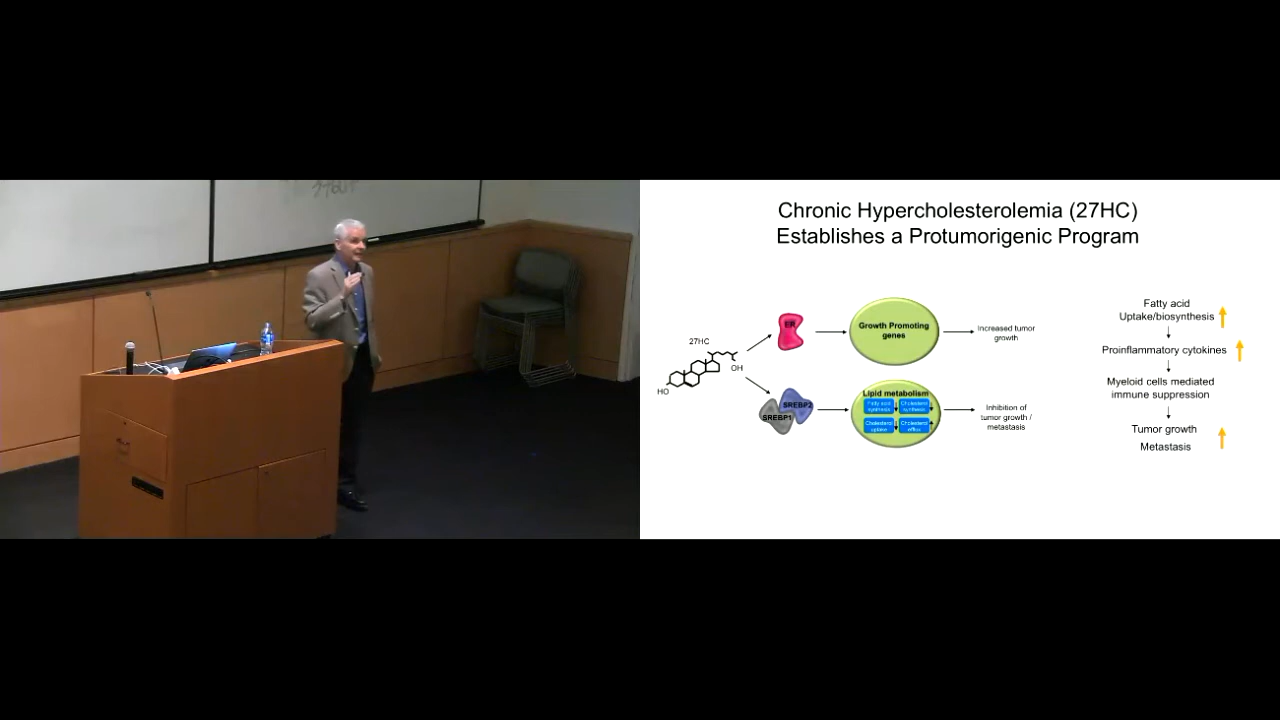 Chronic Hypercholesterolemia (27HC)
Establishes a Protumorigenic Program
27HC
OH
HO
ER
Growth Promoting
genes
Increased tumor
growth
SREBP2
SREBP1
Lipid metabolism
Fatty acid
synthesis
Cholesterol
synthesis
Cholesterol
uptake
Cholesterol
efflux
Inhibition of
tumor growth /
metastasis
Fatty acid
Uptake/biosynthesis
Proinflammatory cytokines
Myeloid cells mediated
immune suppression
Tumor growth
Metastasis